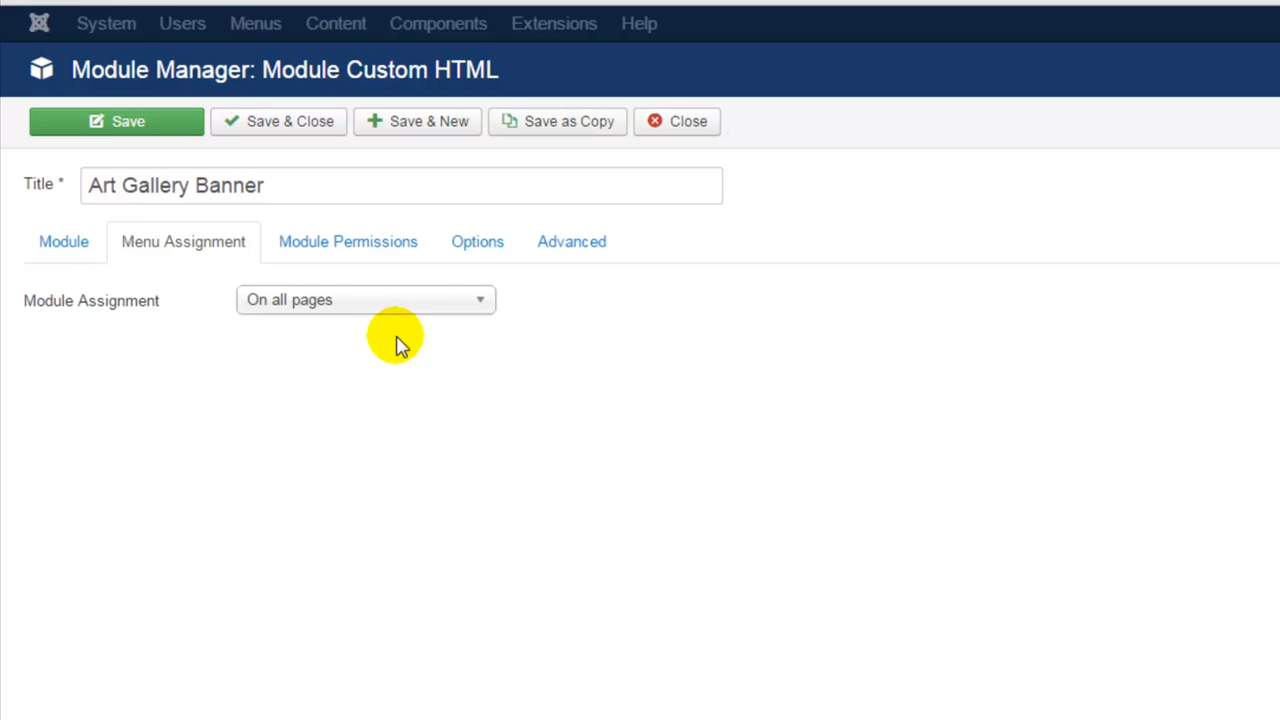 System Users Menus Content Components Extensions Help
Module Manager: Module Custom HTML
Save Save & Close Save & New Save as Copy Close
Title * Art Gallery Banner
Module Menu Assignment Module Permissions Options Advanced
Module Assignment On all pages